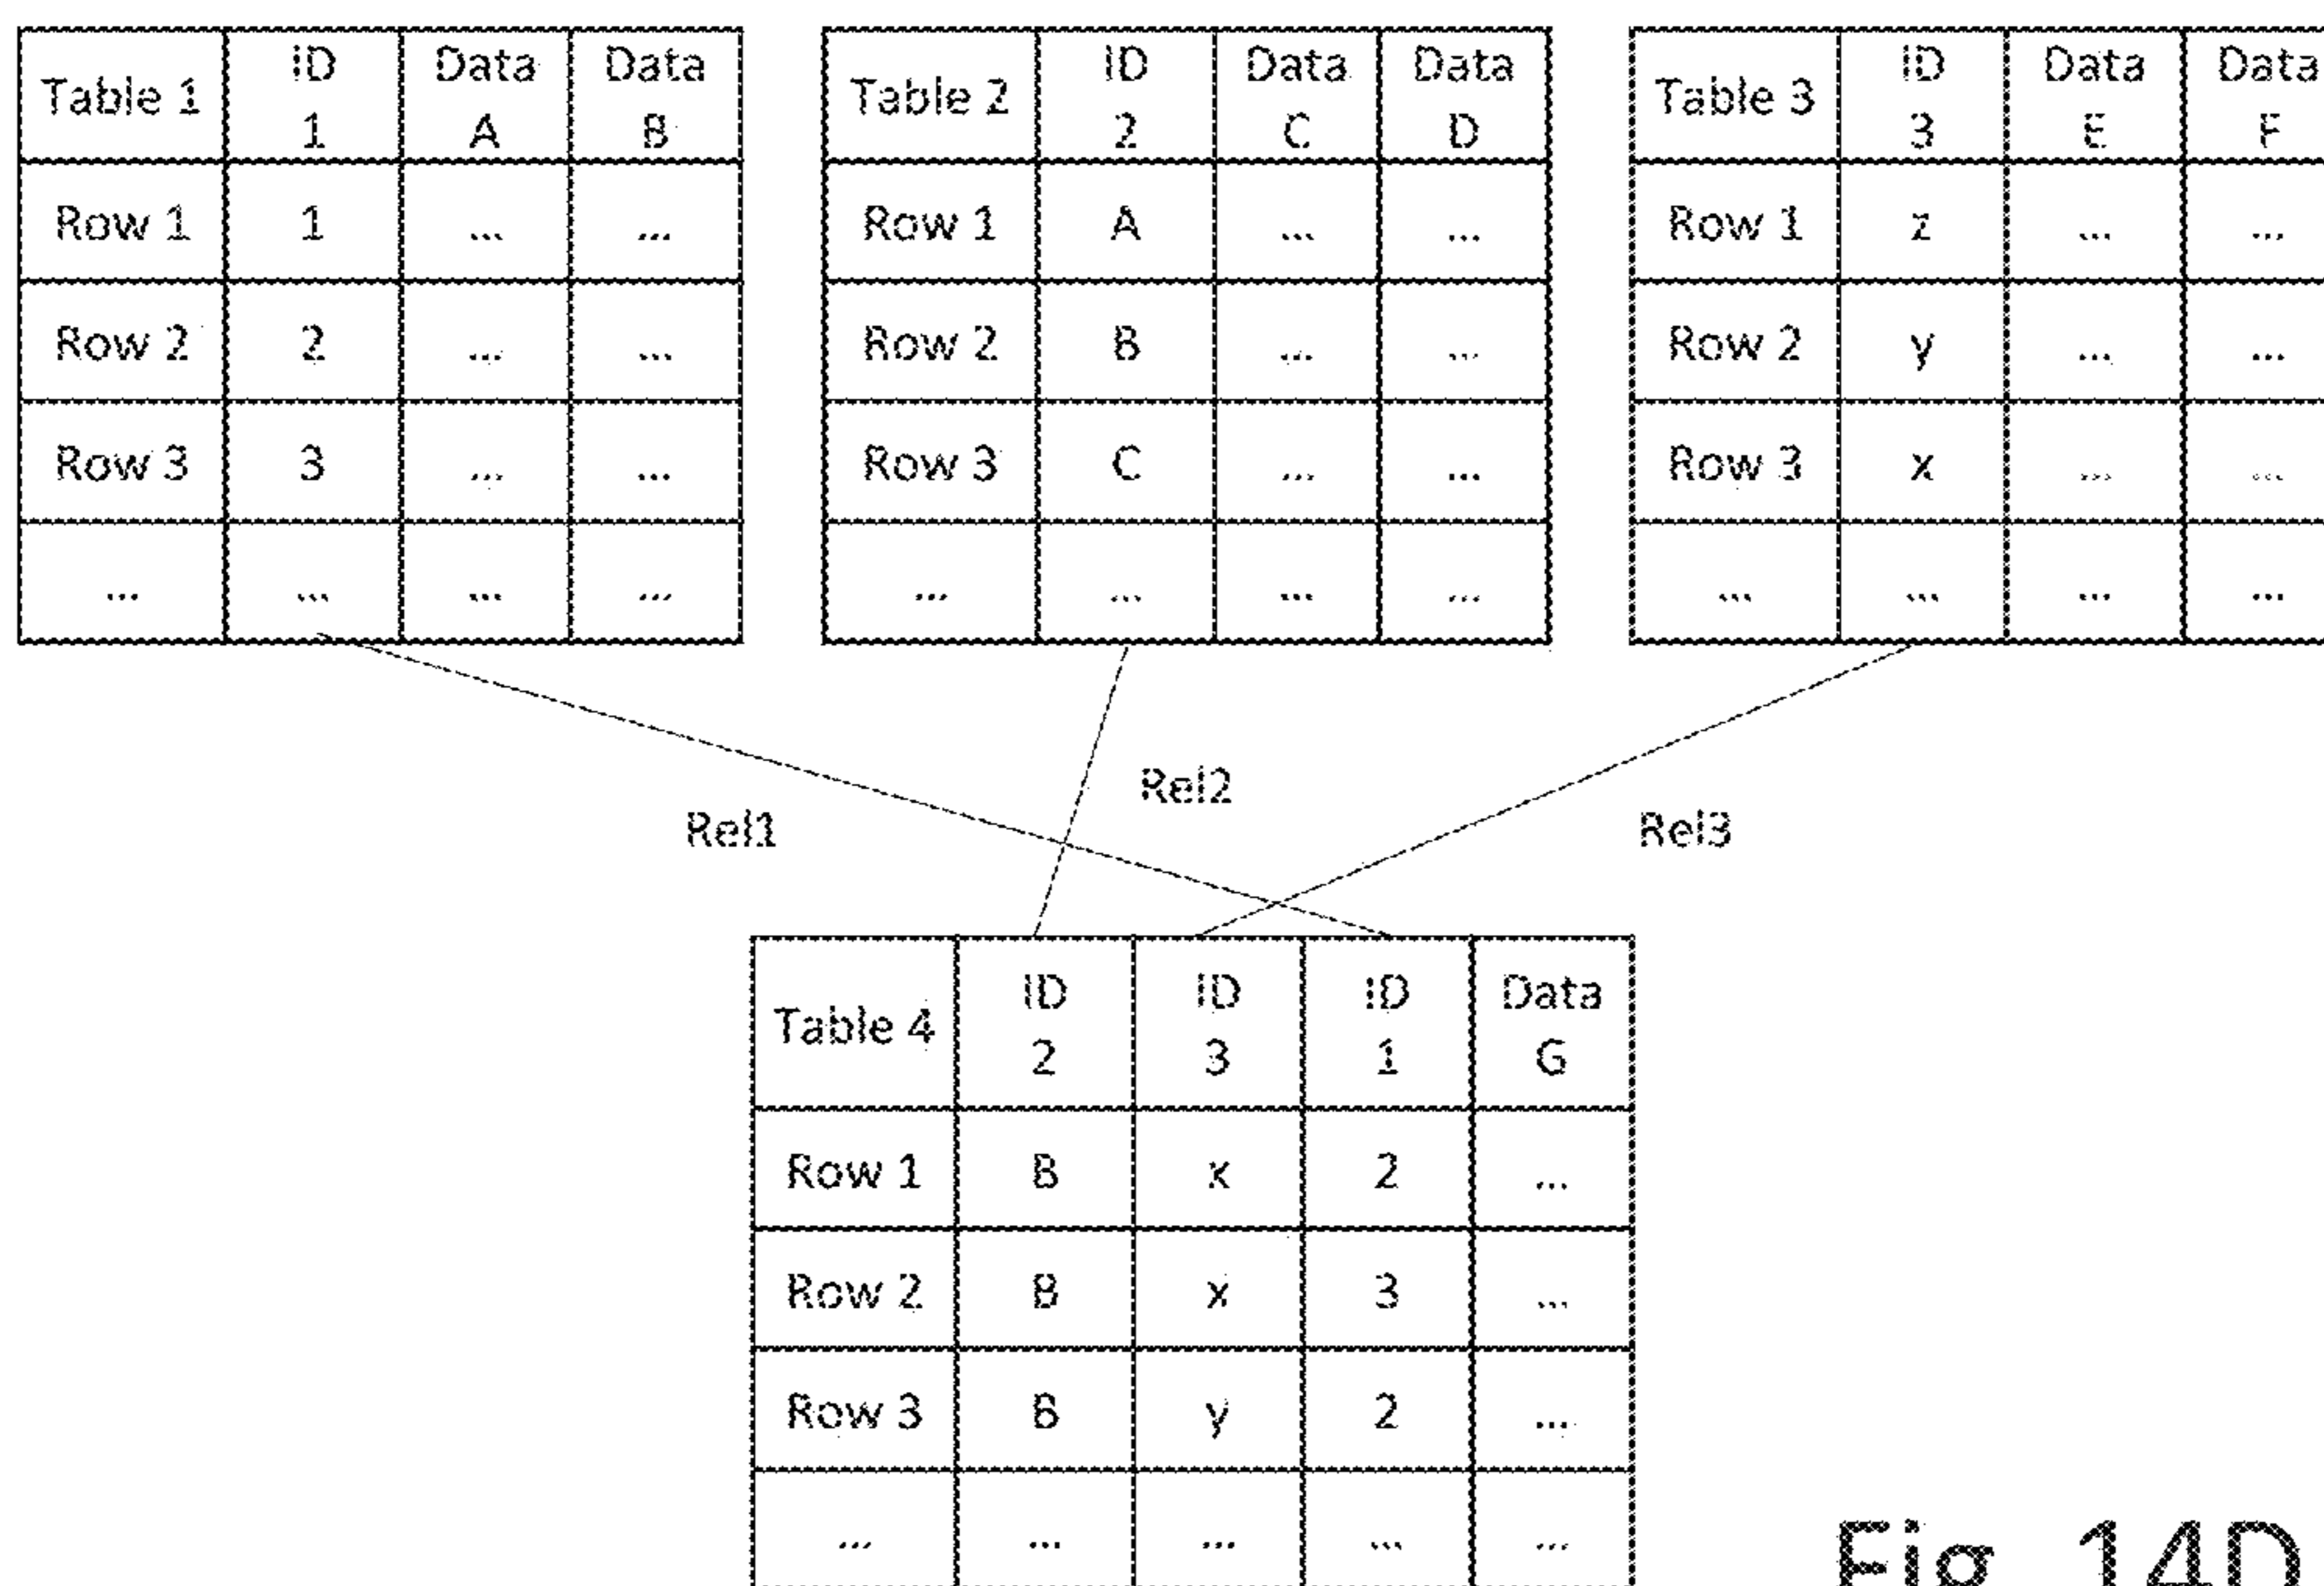 Table 1 ID 1 Data A Data B
Row 1 1 ... ...
Row 2 2 ... ...
Row 3 3 ... ...
... ... ... ...
Table 2 ID 2 Data C Data D
Row 1 A ... ...
Row 2 B ... ...
Row 3 C ... ...
... ... ... ...
Table 3 ID 3 Data E Data F
Row 1 z ... ...
Row 2 y ... ...
Row 3 x ... ...
... ... ... ...
Rel1
Rel2
Rel3
Table 4 ID 2 ID 3 ID 1 Data G
Row 1 B x 2 ...
Row 2 B x 3 ...
Row 3 B y 2 ...
... ... ... ... ...
Fig. 14D